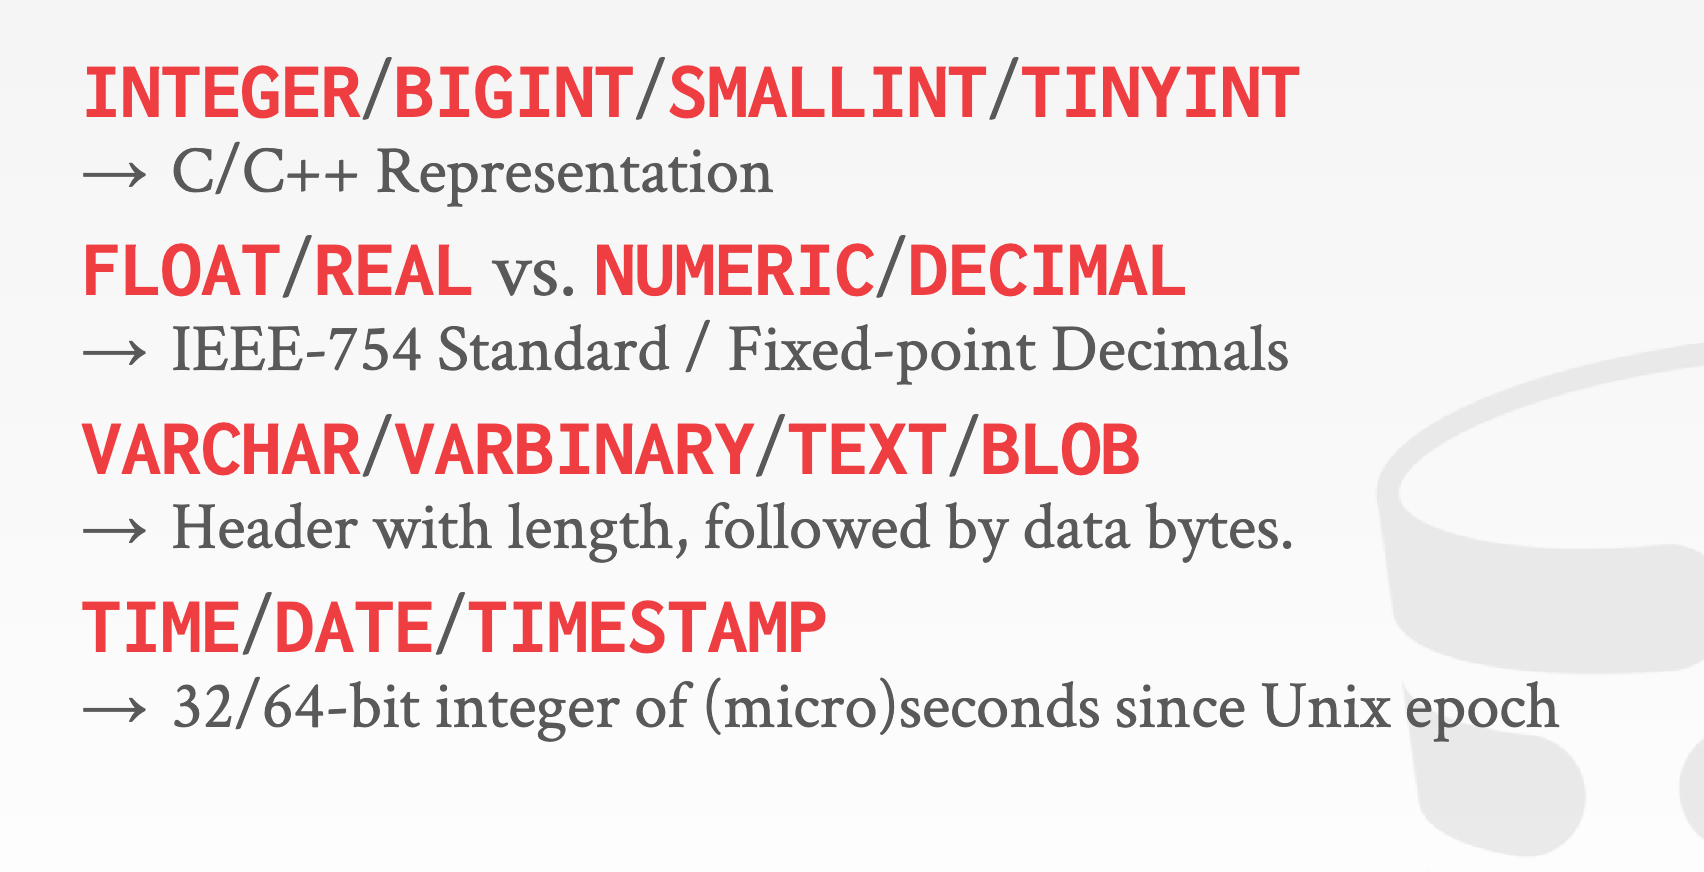 INTEGER/BIGINT/SMALLINT/TINYINT
→ C/C++ Representation
FLOAT/REAL vs. NUMERIC/DECIMAL
→ IEEE-754 Standard / Fixed-point Decimals
VARCHAR/VARBINARY/TEXT/BLOB
→ Header with length, followed by data bytes.
TIME/DATE/TIMESTAMP
→ 32/64-bit integer of (micro)seconds since Unix epoch